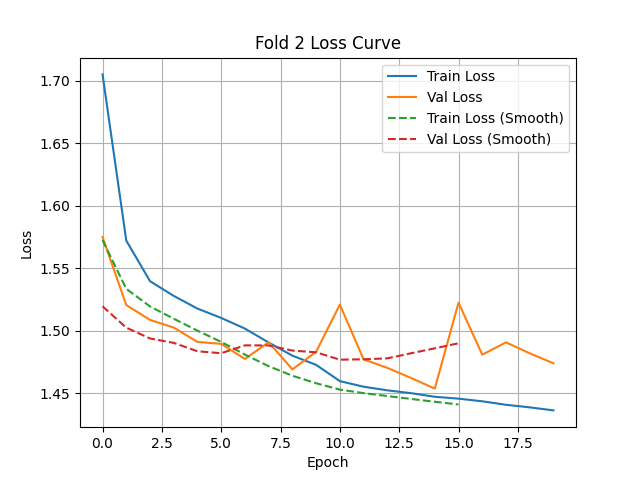 Fold 2 Loss Curve
Train Loss
Val Loss
Train Loss (Smooth)
Val Loss (Smooth)
1.70
1.65
1.60
1.55
1.50
1.45
Loss
0.0 2.5 5.0 7.5 10.0 12.5 15.0 17.5
Epoch